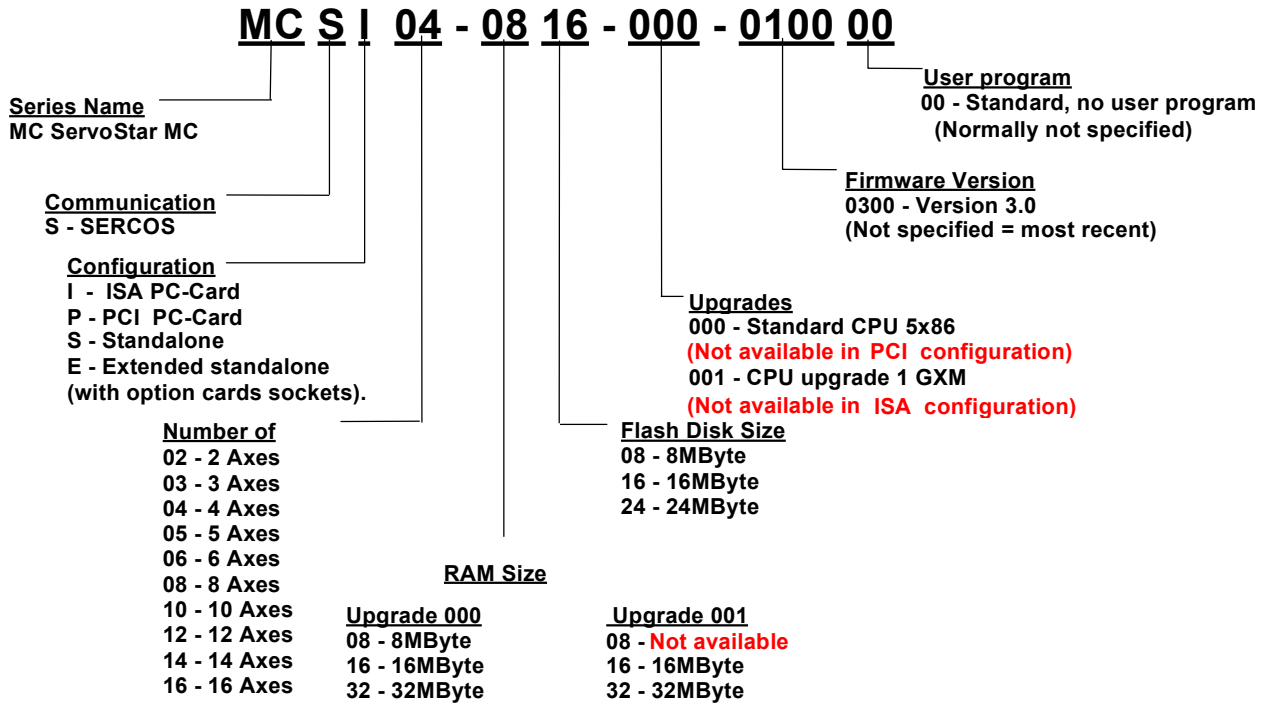 MC S I 04 - 08 16 - 000 - 0100 00
User program
00 - Standard, no user program
(Normally not specified)
Series Name
MC ServoStar MC
Firmware Version
0300 - Version 3.0
(Not specified = most recent)
Communication
S - SERCOS
Configuration
I - ISA PC-Card
P - PCI PC-Card
S - Standalone
E - Extended standalone
(with option cards sockets).
Upgrades
000 - Standard CPU 5x86
(Not available in PCI configuration)
001 - CPU upgrade 1 GXM
(Not available in ISA configuration)
Number of
02 - 2 Axes
03 - 3 Axes
04 - 4 Axes
05 - 5 Axes
06 - 6 Axes
08 - 8 Axes
10 - 10 Axes
12 - 12 Axes
14 - 14 Axes
16 - 16 Axes
Flash Disk Size
08 - 8MByte
16 - 16MByte
24 - 24MByte
RAM Size
Upgrade 000
08 - 8MByte
16 - 16MByte
32 - 32MByte
Upgrade 001
08 - Not available
16 - 16MByte
32 - 32MByte